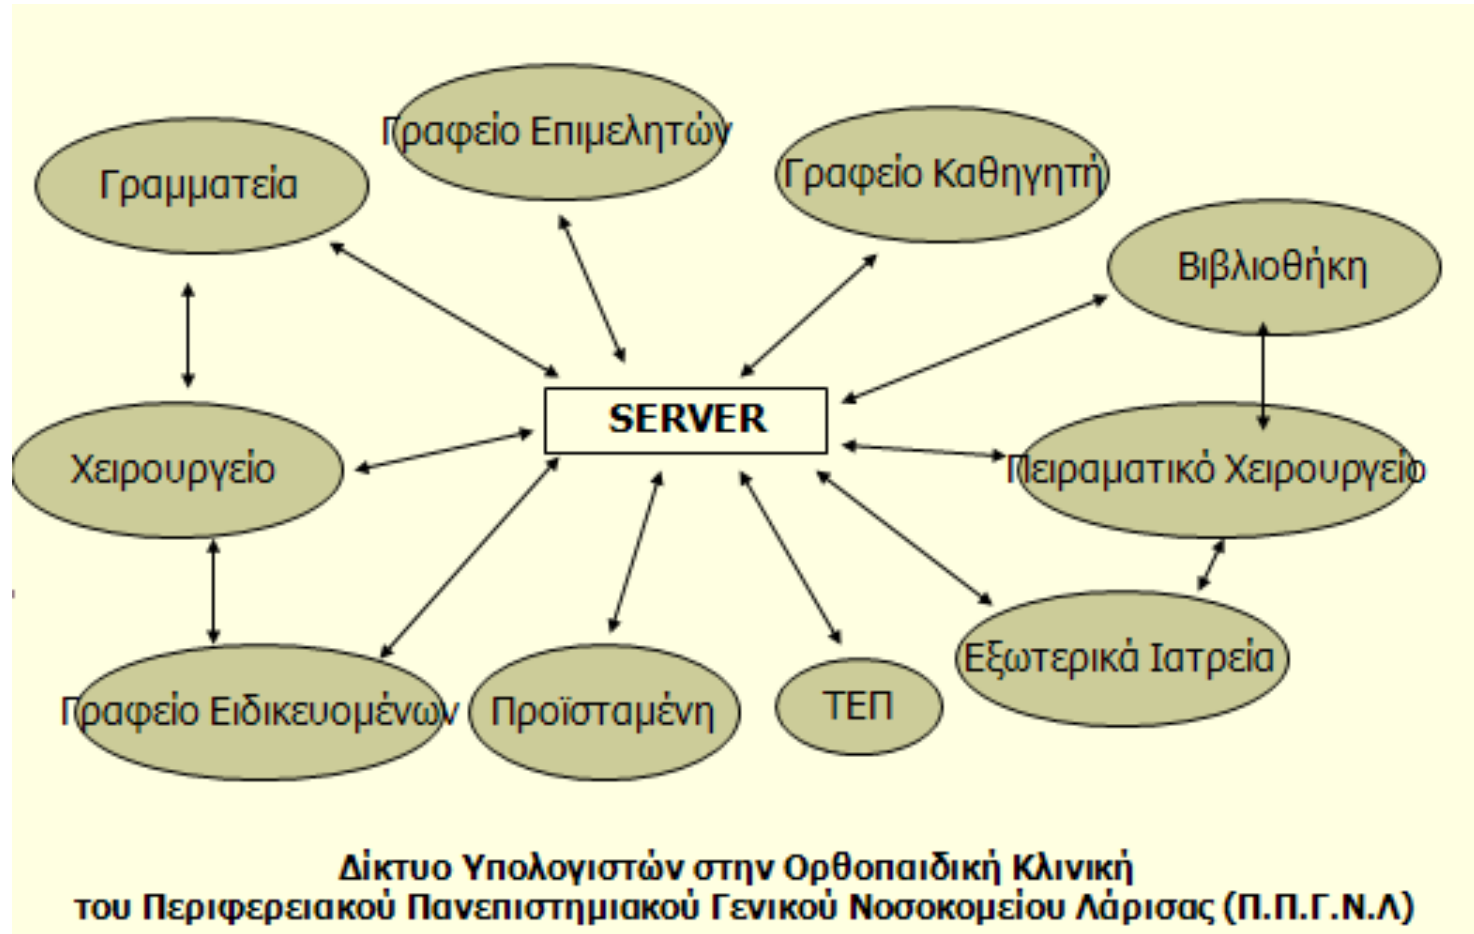 Γραφείο Επιμελητών
Γραμματεία
Γραφείο Καθηγητή
Βιβλιοθήκη
SERVER
Χειρουργείο
Πειραματικό Χειρουργείο
Εξωτερικά Ιατρεία
Γραφείο Ειδικευομένων
Προϊσταμένη
ΤΕΠ
Δίκτυο Υπολογιστών στην Ορθοπαιδική Κλινική
του Περιφερειακού Πανεπιστημιακού Γενικού Νοσοκομείου Λάρισας (Π.Π.Γ.Ν.Λ)